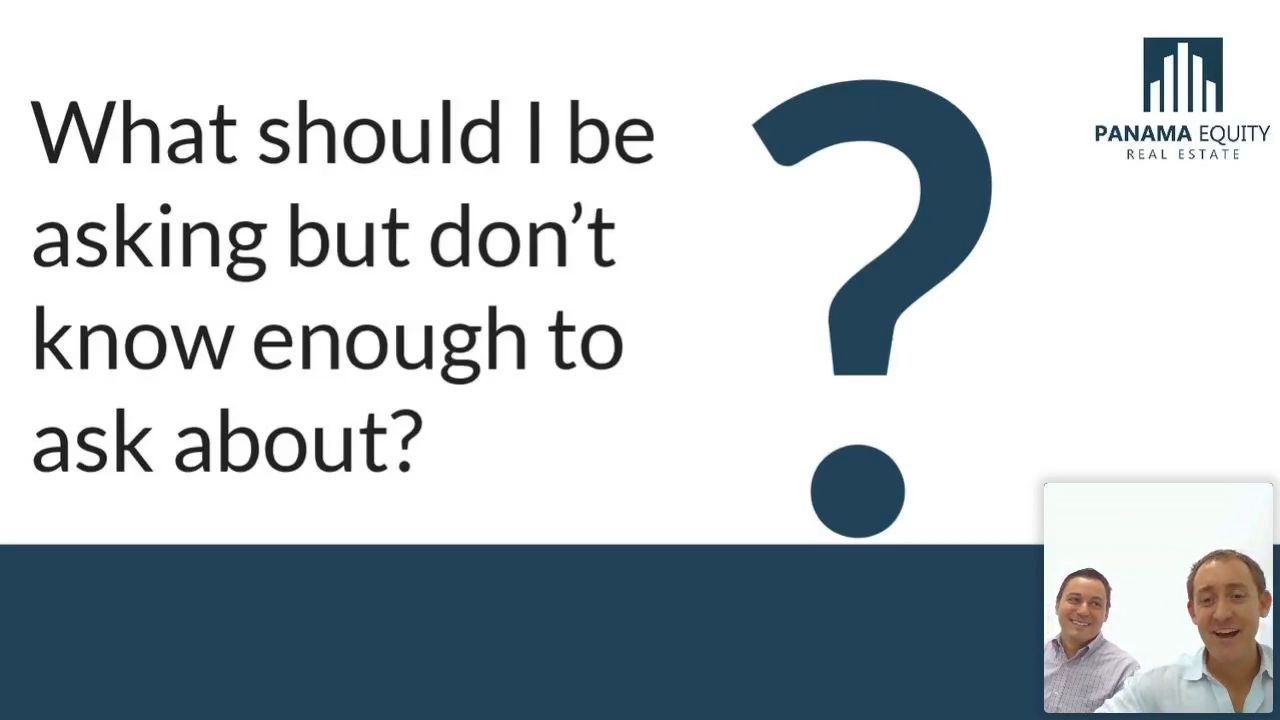 What should I be
asking but don’t
know enough to
ask about?
?
PANAMA EQUITY
REAL ESTATE